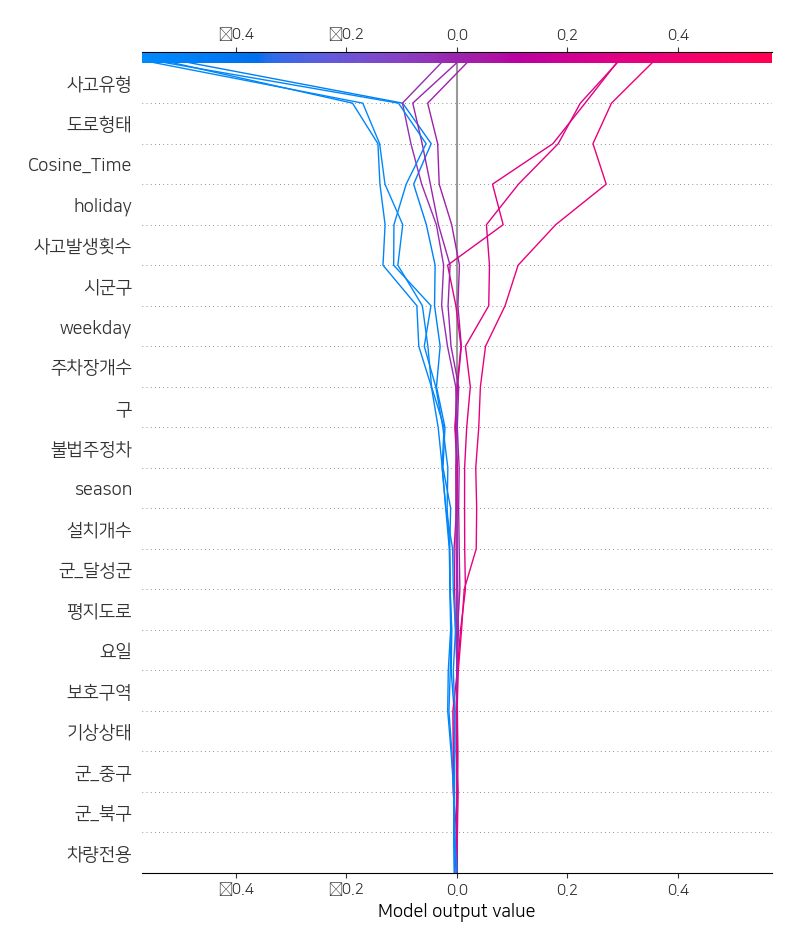 ☒0.4 ☒0.2 0.0 0.2 0.4
사고유형
도로형태
Cosine_Time
holiday
사고발생횟수
시군구
weekday
주차장개수
구
불법주정차
season
설치개수
군_달성군
평지도로
요일
보호구역
기상상태
군_중구
군_북구
차량전용
☒0.4 ☒0.2 0.0 0.2 0.4
Model output value